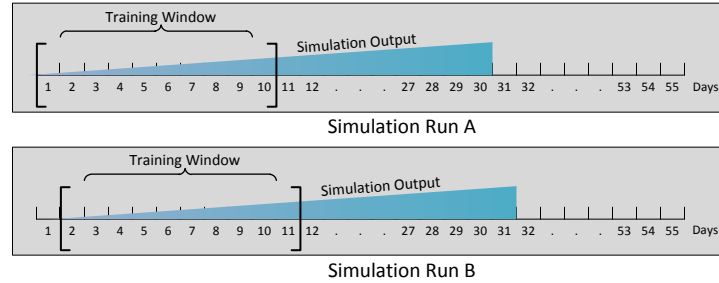 Training Window
Simulation Output
1 2 3 4 5 6 7 8 9 10 11 12 . . . 27 28 29 30 31 32 . . . 53 54 55 Days
Simulation Run A
Training Window
Simulation Output
1 2 3 4 5 6 7 8 9 10 11 12 . . . 27 28 29 30 31 32 . . . 53 54 55 Days
Simulation Run B